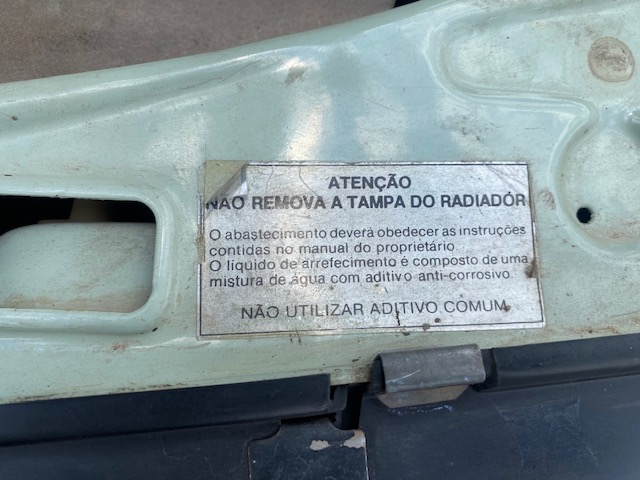 ATENÇÃO
NÃO REMOVA A TAMPA DO RADIADOR
O abastecimento deverá obedecer as instruções
contidas no manual do proprietário.
O líquido de arrefecimento é composto de uma
mistura de água com aditivo anti-corrosivo.
NÃO UTILIZAR ADITIVO COMUM